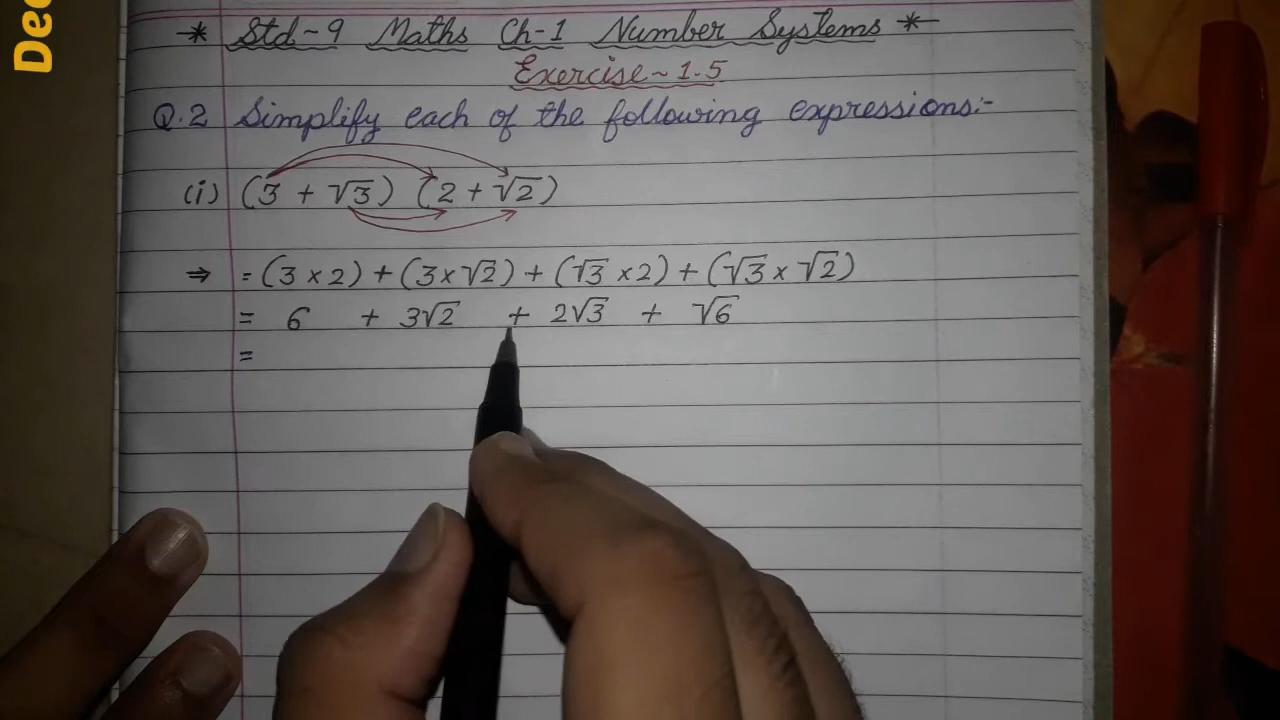 * Std-9 Maths Ch-1 Number Systems *
Exercise-1.5
Q.2 Simplify each of the following expressions:-
(i) (3 + √3) (2 + √2)
⇒ = (3 × 2) + (3 × √2) + (√3 × 2) + (√3 × √2)
= 6 + 3√2 + 2√3 + √6
=